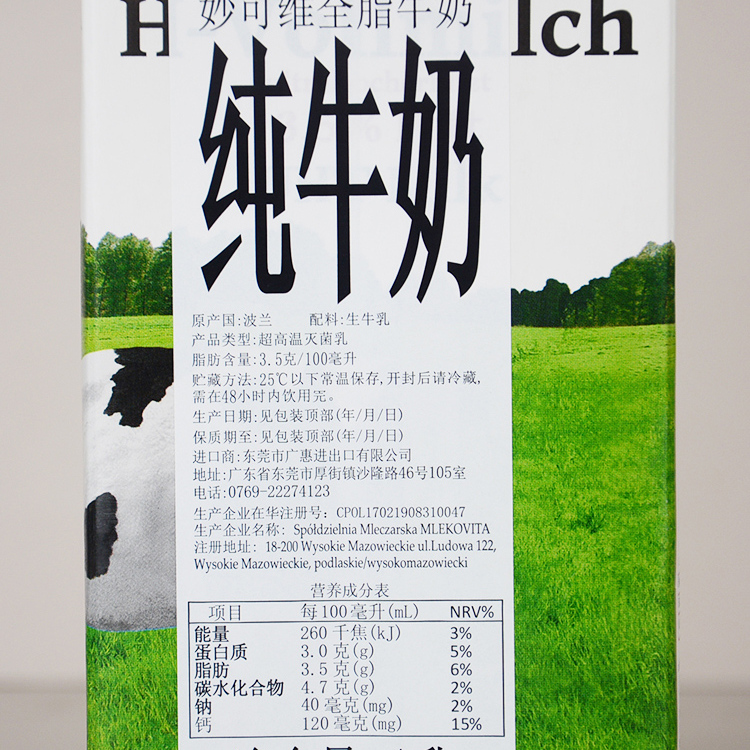 妙可维全脂牛奶
lch
纯牛奶
原产国:波兰 配料:生牛乳
产品类型:超高温灭菌乳
脂肪含量:3.5克/100毫升
贮藏方法:25℃以下常温保存,开封后请冷藏,
需在48小时内饮用完。
生产日期:见包装顶部(年/月/日)
保质期至:见包装顶部(年/月/日)
进口商:东莞市广惠进出口有限公司
地址:广东省东莞市厚街镇沙隆路46号105室
电话:0769-22274123
生产企业在华注册号: CPOL17021908310047
生产企业名称: Spółdzielnia Mleczarska MLEKOVITA
注册地址: 18-200 Wysokie Mazowieckie ul.Ludowa 122,
Wysokie Mazowieckie, podlaskie/wysokomazowiecki
营养成分表
项目 每100毫升(mL) NRV%
能量 260 千焦(kJ) 3%
蛋白质 3.0 克(g) 5%
脂肪 3.5 克(g) 6%
碳水化合物 4.7 克(g) 2%
钠 40 毫克(mg) 2%
钙 120 毫克(mg) 15%